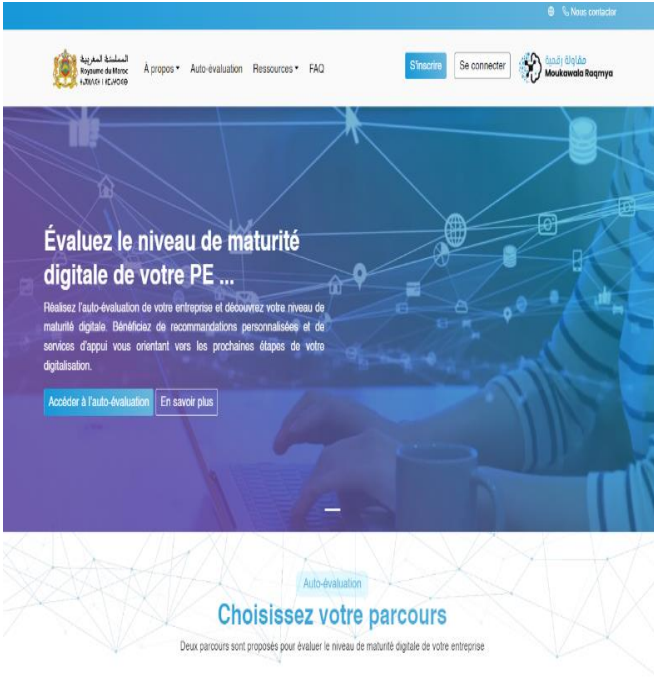 Nous contacter
المملكة المغربية
Royaume du Maroc
À propos
Auto-évaluation
Ressources
FAQ
S'inscrire
Se connecter
مقاولة رقمية
Moukawala Raqmya
Évaluez le niveau de maturité
digitale de votre PE ...
Réalisez l'auto-évaluation de votre entreprise et découvrez votre niveau de
maturité digitale. Bénéficiez de recommandations personnalisées et de
services d'appui vous orientant vers les prochaines étapes de votre
digitalisation.
Accéder à l'auto-évaluation
En savoir plus
Auto-évaluation
Choisissez votre parcours
Deux parcours sont proposés pour évaluer le niveau de maturité digitale de votre entreprise